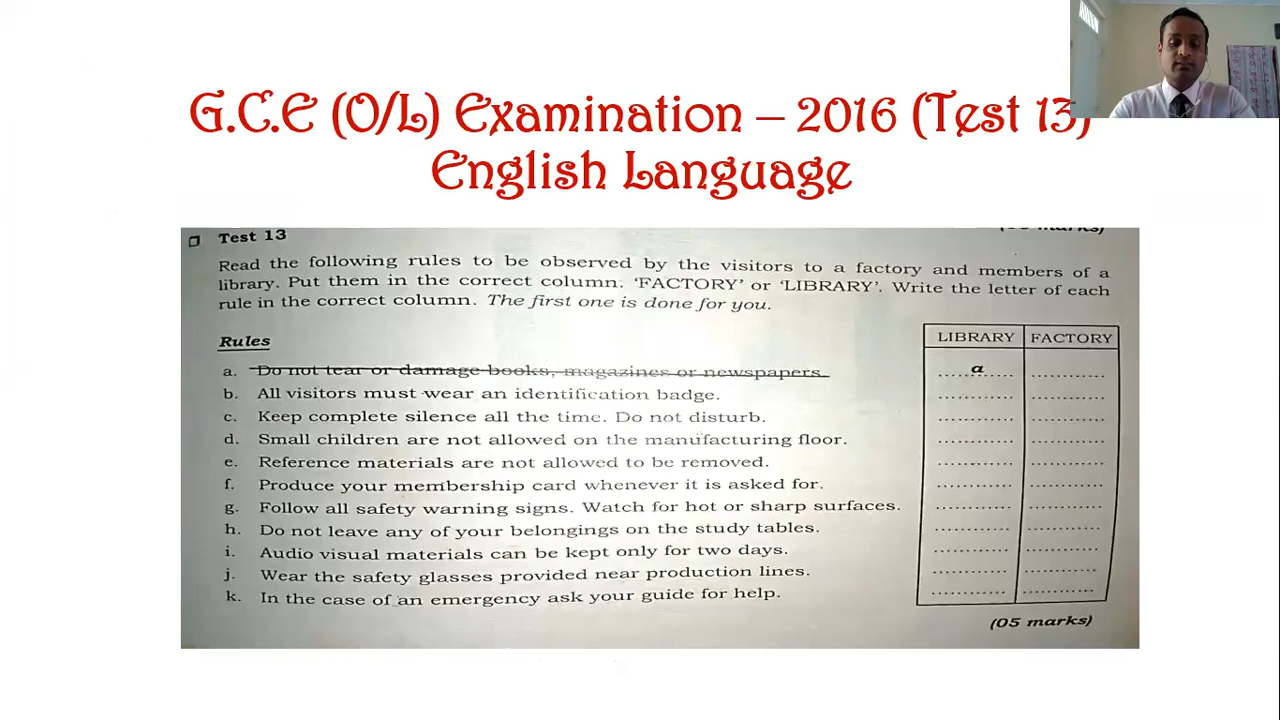 G.C.E (O/L) Examination – 2016 (Test 13)
English Language
Test 13
Read the following rules to be observed by the visitors to a factory and members of a
library. Put them in the correct column. ‘FACTORY’ or ‘LIBRARY’. Write the letter of each
rule in the correct column. The first one is done for you.
Rules
LIBRARY FACTORY
a. Do not tear or damage books, magazines or newspapers. .....a..... ............
b. All visitors must wear an identification badge.
c. Keep complete silence all the time. Do not disturb.
d. Small children are not allowed on the manufacturing floor.
e. Reference materials are not allowed to be removed.
f. Produce your membership card whenever it is asked for.
g. Follow all safety warning signs. Watch for hot or sharp surfaces.
h. Do not leave any of your belongings on the study tables.
i. Audio visual materials can be kept only for two days.
j. Wear the safety glasses provided near production lines.
k. In the case of an emergency ask your guide for help.
(05 marks)